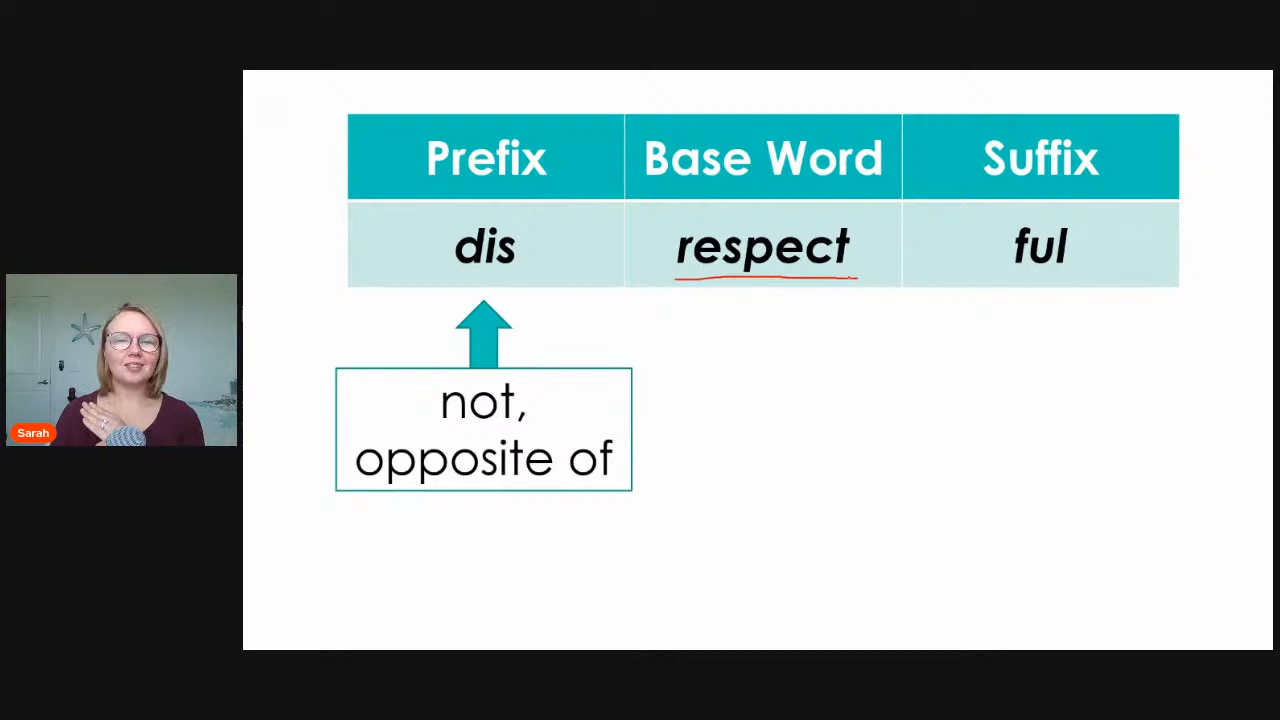 Prefix Base Word Suffix
dis respect ful
not,
opposite of
Sarah